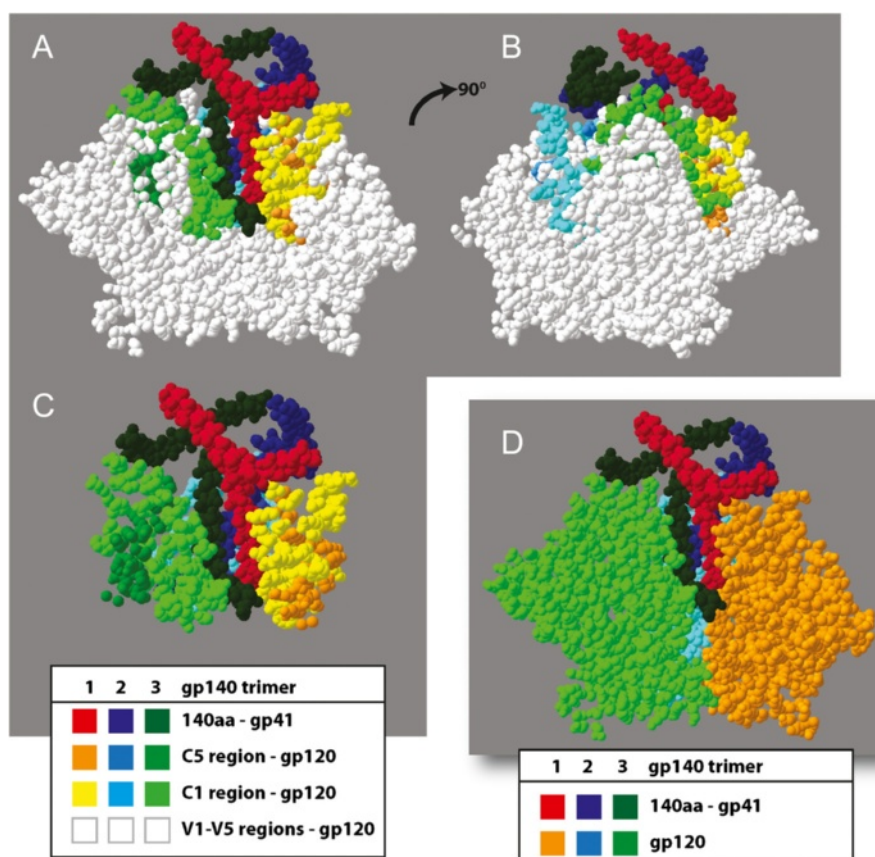 A
B
90⁰
C
D
1 2 3 gp140 trimer
140aa - gp41
C5 region - gp120
C1 region - gp120
V1-V5 regions - gp120
1 2 3 gp140 trimer
140aa - gp41
gp120